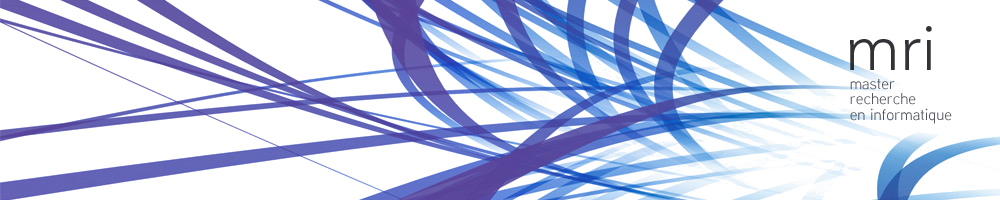 mri
master
recherche
en informatique